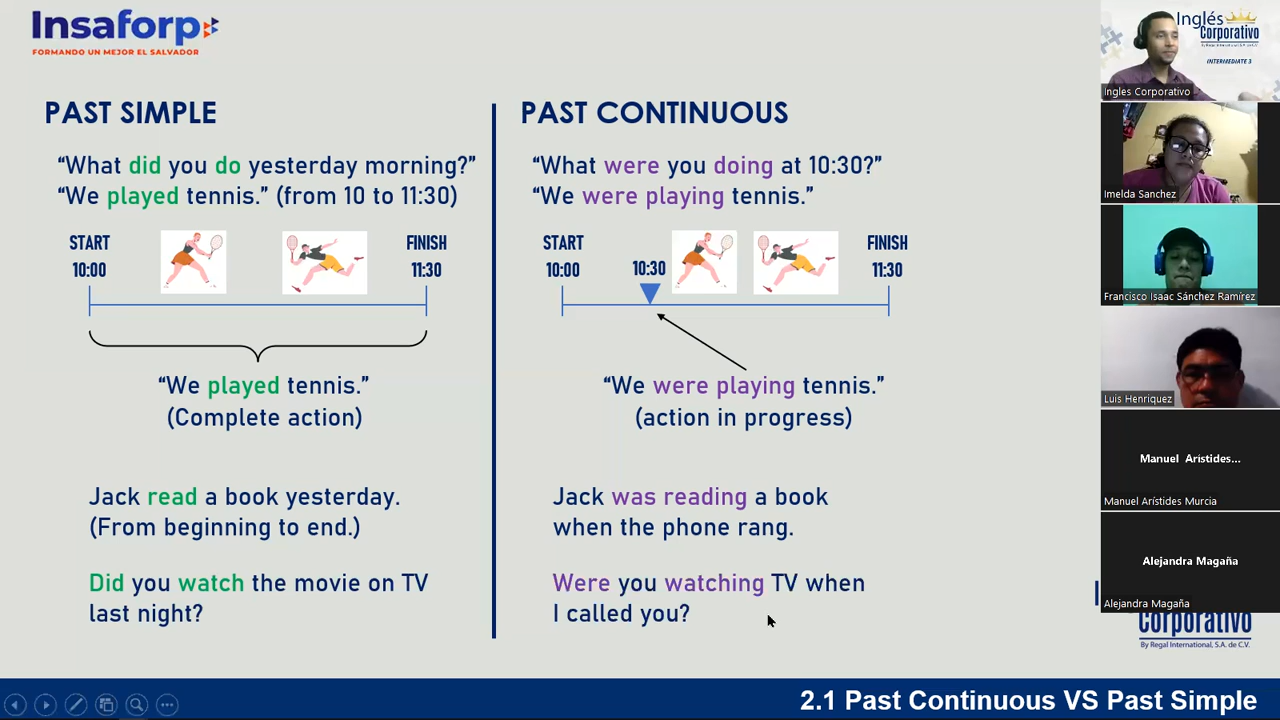 Insaforp
FORMANDO UN MEJOR EL SALVADOR
PAST SIMPLE
“What did you do yesterday morning?”
“We played tennis.” (from 10 to 11:30)
START
10:00
FINISH
11:30
“We played tennis.”
(Complete action)
Jack read a book yesterday.
(From beginning to end.)
Did you watch the movie on TV
last night?
PAST CONTINUOUS
“What were you doing at 10:30?”
“We were playing tennis.”
START
10:00
10:30
FINISH
11:30
“We were playing tennis.”
(action in progress)
Jack was reading a book
when the phone rang.
Were you watching TV when
I called you?
Inglés
Corporativo
By Regal International, S.A. de C.V.
INTERMEDIATE 3
Ingles Corporativo
Imelda Sanchez
Francisco Isaac Sánchez Ramírez
Luis Henriquez
Manuel Aristides...
Manuel Arístides Murcia
Alejandra Magaña
Alejandra Magaña
Corporativo
By Regal International, S.A. de C.V.
2.1 Past Continuous VS Past Simple